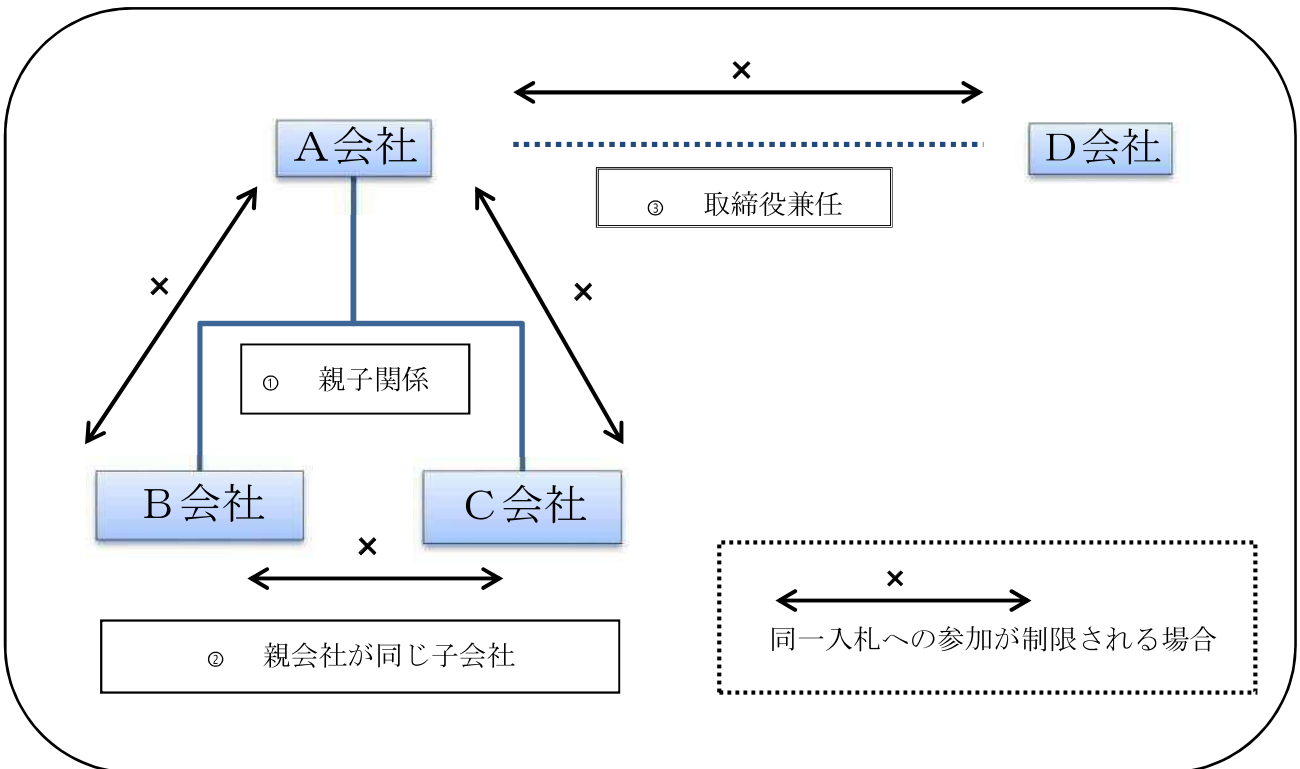 ×
A会社
D会社
③ 取締役兼任
×
×
① 親子関係
B会社
C会社
×
② 親会社が同じ子会社
×
同一入札への参加が制限される場合